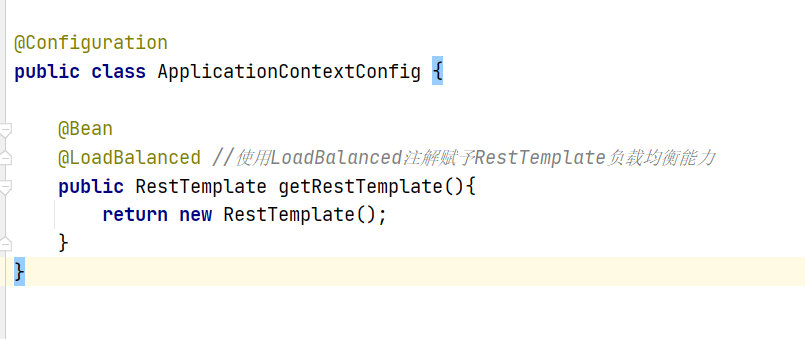 @Configuration
public class ApplicationContextConfig {
@Bean
@LoadBalanced //使用LoadBalanced注解赋予RestTemplate负载均衡能力
public RestTemplate getRestTemplate(){
return new RestTemplate();
}
}